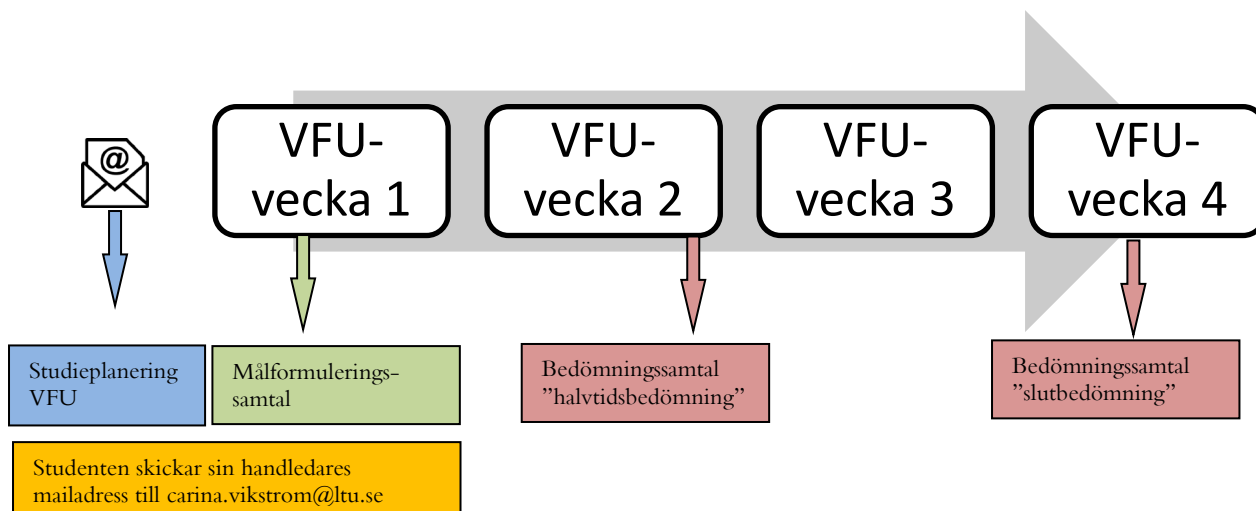 @
VFU-
vecka 1
VFU-
vecka 2
VFU-
vecka 3
VFU-
vecka 4
Studieplanering
VFU
Målformulerings-
samtal
Bedömningssamtal
”halvtidsbedömning”
Bedömningssamtal
”slutbedömning”
Studenten skickar sin handledares
mailadress till carina.vikstrom@ltu.se